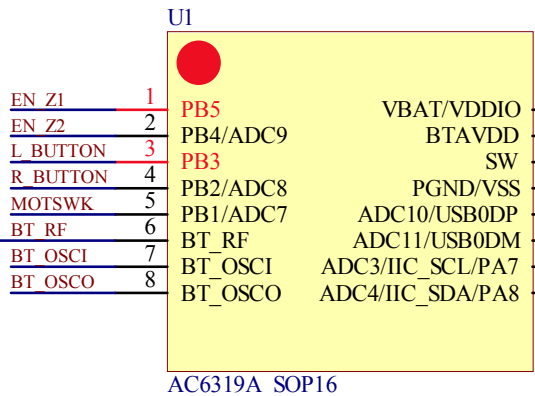 U1
EN_Z1 1 PB5 VBAT/VDDIO
EN_Z2 2 PB4/ADC9 BTAVDD
L_BUTTON 3 PB3 SW
R_BUTTON 4 PB2/ADC8 PGND/VSS
MOTSWK 5 PB1/ADC7 ADC10/USB0DP
BT_RF 6 BT_RF ADC11/USB0DM
BT_OSCI 7 BT_OSCI ADC3/IIC_SCL/PA7
BT_OSCO 8 BT_OSCO ADC4/IIC_SDA/PA8
AC6319A_SOP16